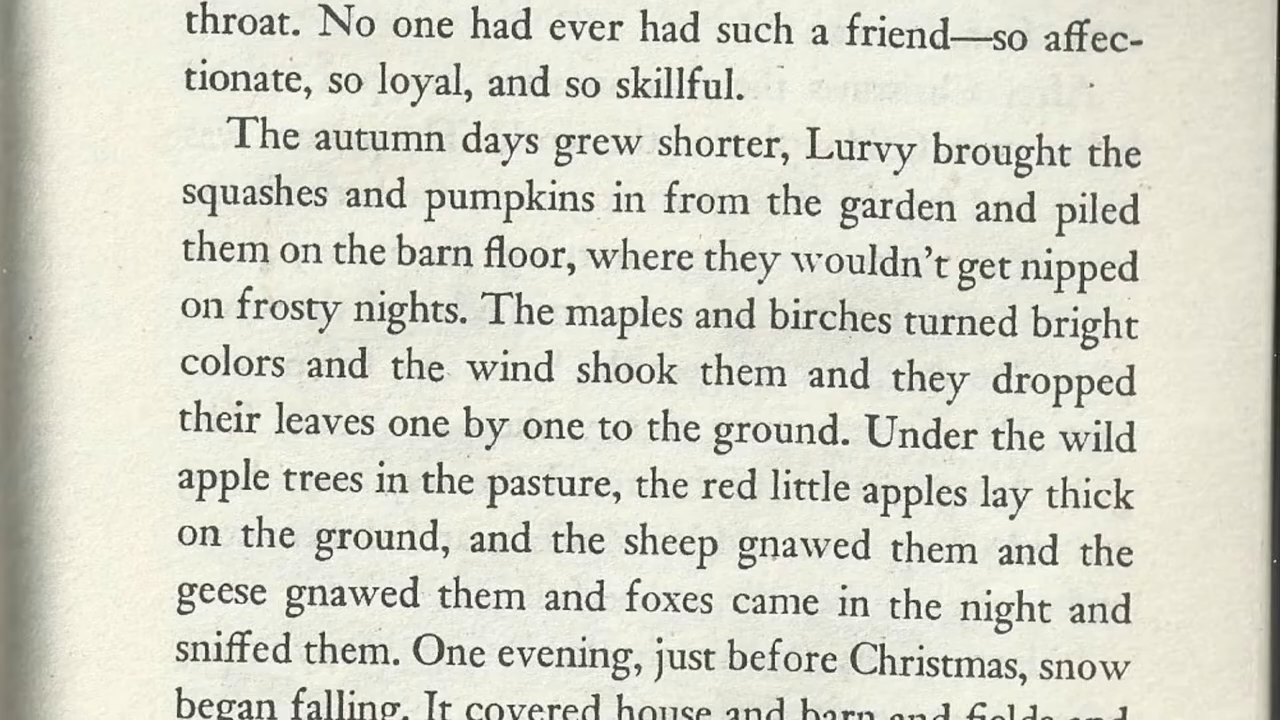 throat. No one had ever had such a friend—so affec-
tionate, so loyal, and so skillful.
The autumn days grew shorter, Lurvy brought the
squashes and pumpkins in from the garden and piled
them on the barn floor, where they wouldn't get nipped
on frosty nights. The maples and birches turned bright
colors and the wind shook them and they dropped
their leaves one by one to the ground. Under the wild
apple trees in the pasture, the red little apples lay thick
on the ground, and the sheep gnawed them and the
geese gnawed them and foxes came in the night and
sniffed them. One evening, just before Christmas, snow
began falling. It covered house and barn and fields and